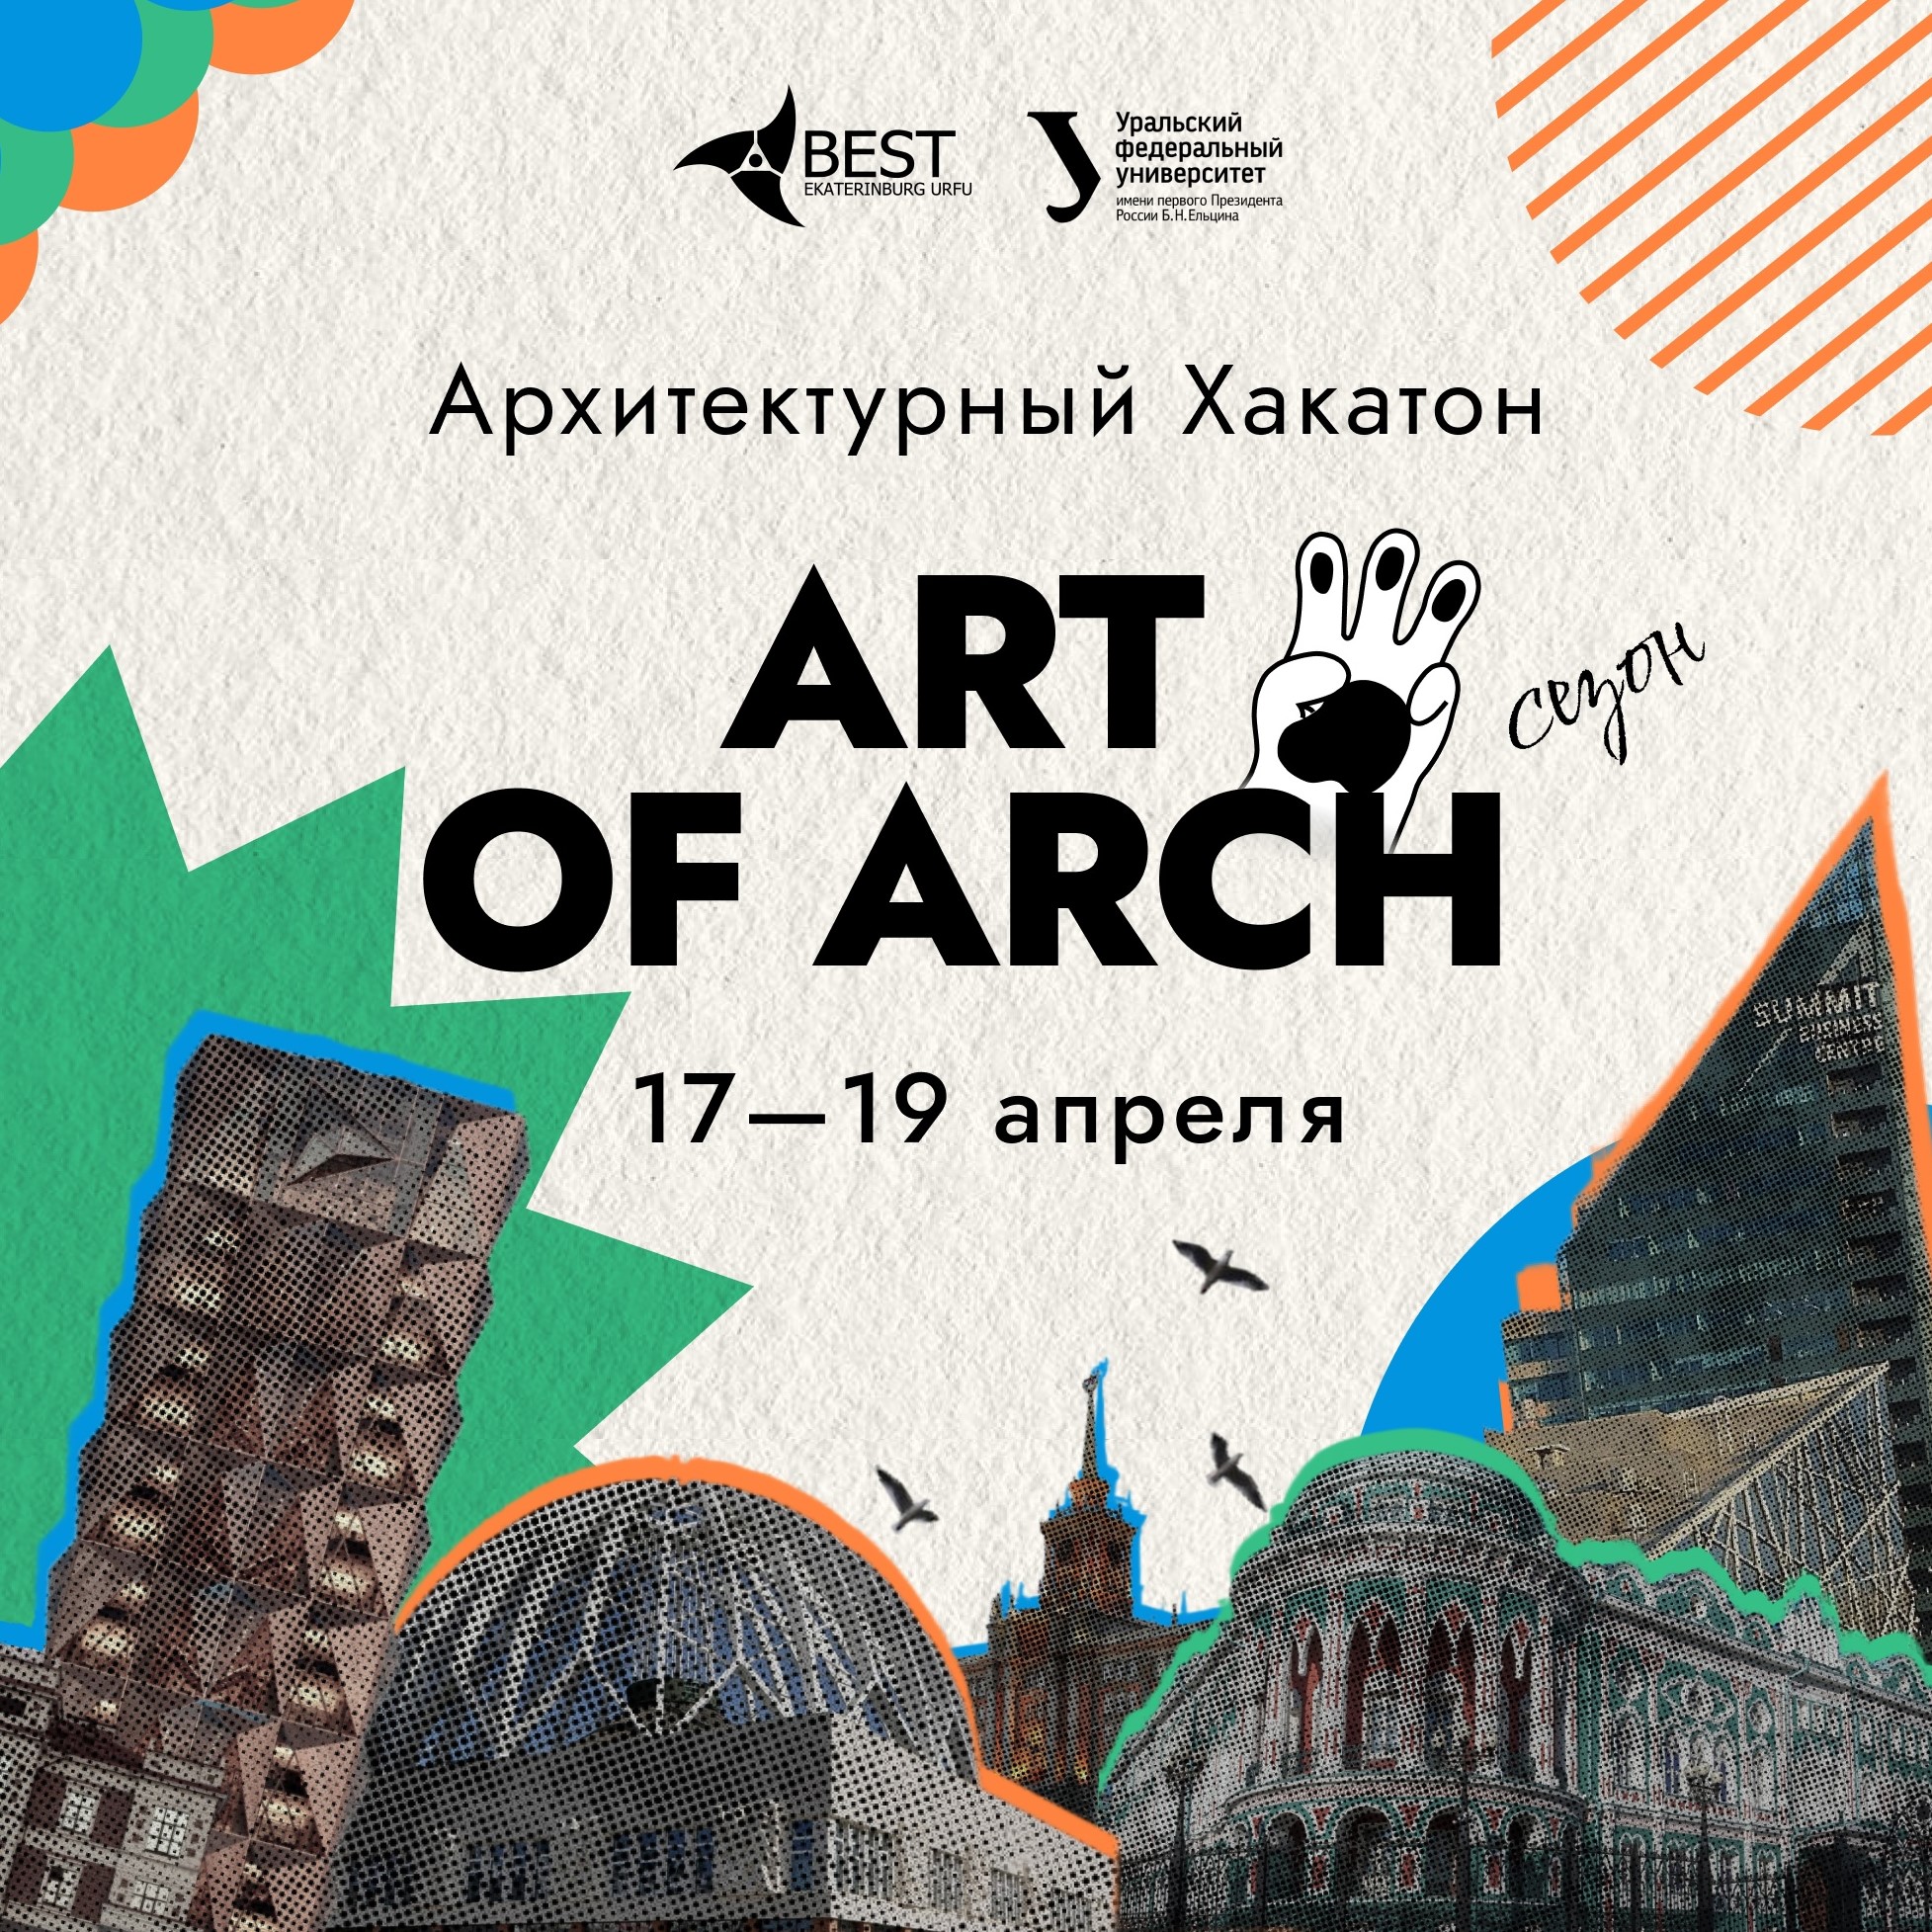 BEST
EKATERINBURG URFU
Уральский
федеральный
университет
имени первого Президента
России Б.Н.Ельцина
Архитектурный Хакатон
ART
сезон
OF ARCH
17—19 апреля
SUMMIT
BUSINESS
CENTRE